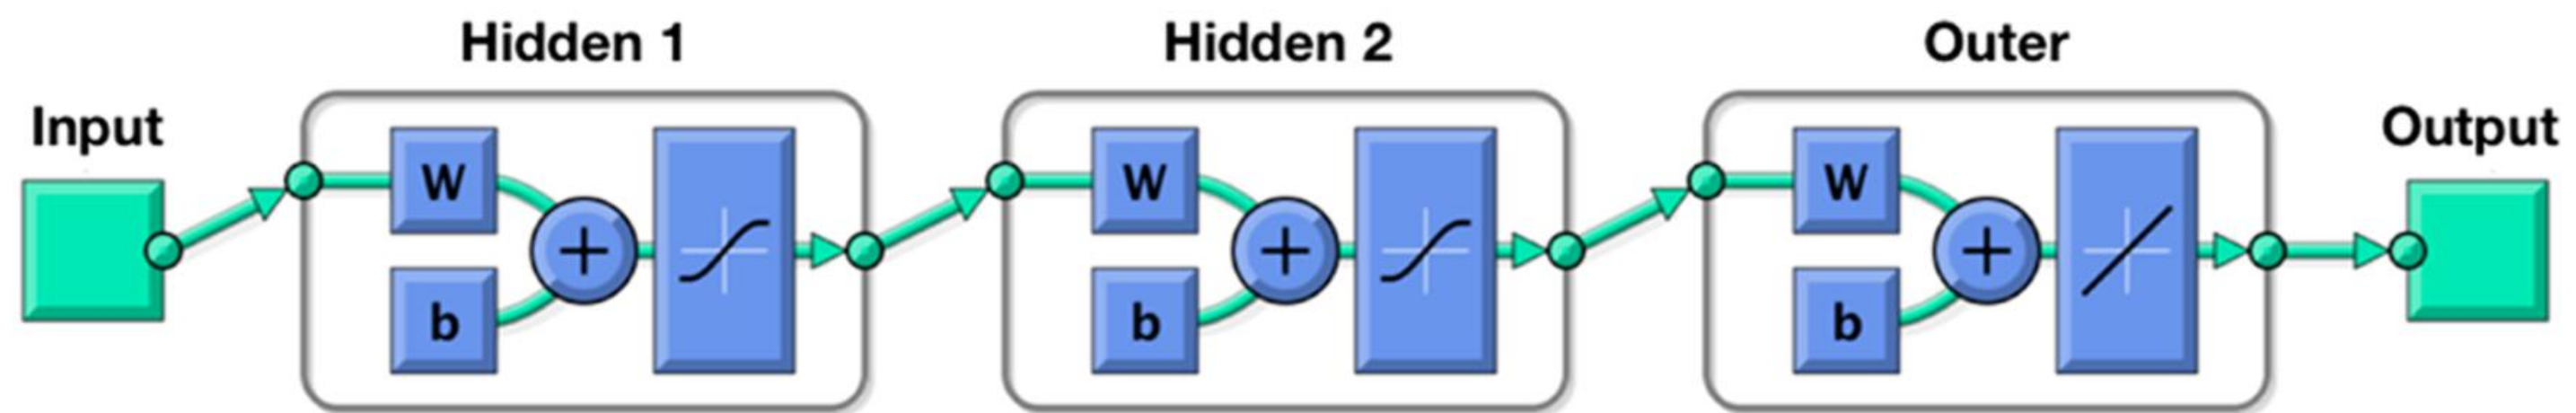 Input
Hidden 1
W
b
+
Hidden 2
W
b
+
Outer
W
b
+
Output